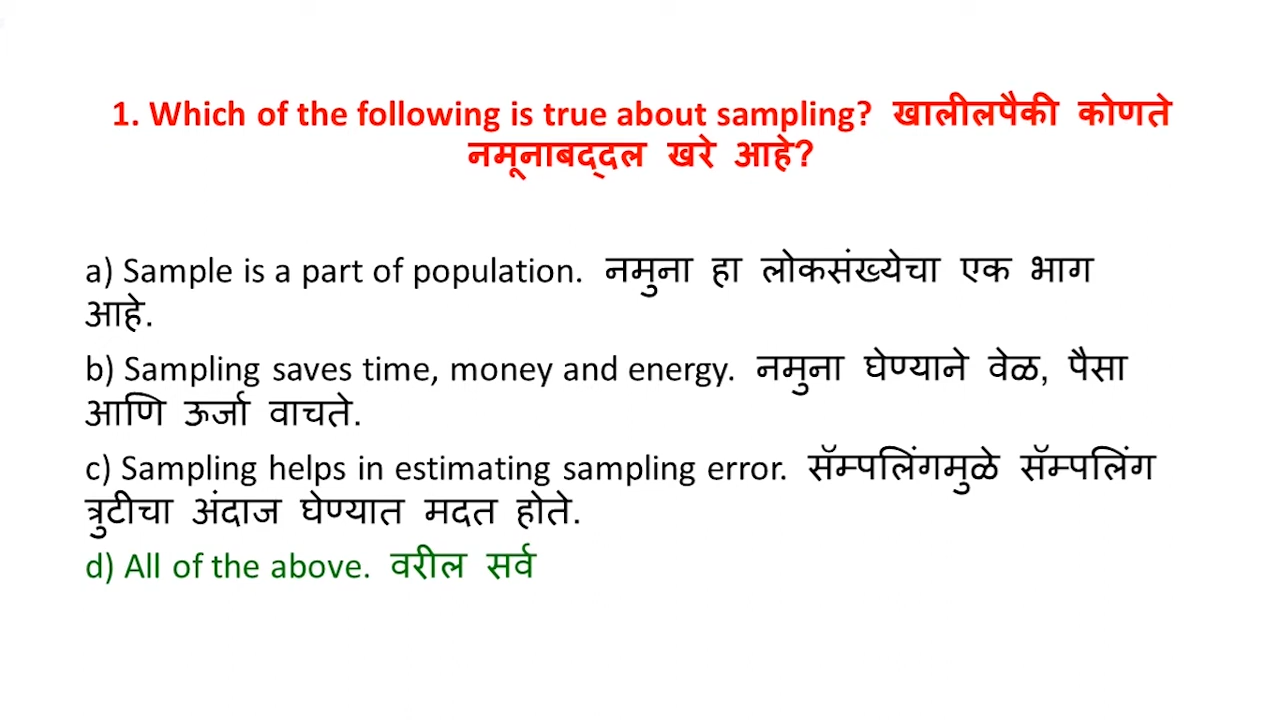 1. Which of the following is true about sampling? खालीलपैकी कोणते
नमूनाबद्दल खरे आहे?
a) Sample is a part of population. नमुना हा लोकसंख्येचा एक भाग
आहे.
b) Sampling saves time, money and energy. नमुना घेण्याने वेळ, पैसा
आणि ऊर्जा वाचते.
c) Sampling helps in estimating sampling error. सॅम्पलिंगमुळे सॅम्पलिंग
त्रुटीचा अंदाज घेण्यात मदत होते.
d) All of the above. वरील सर्व